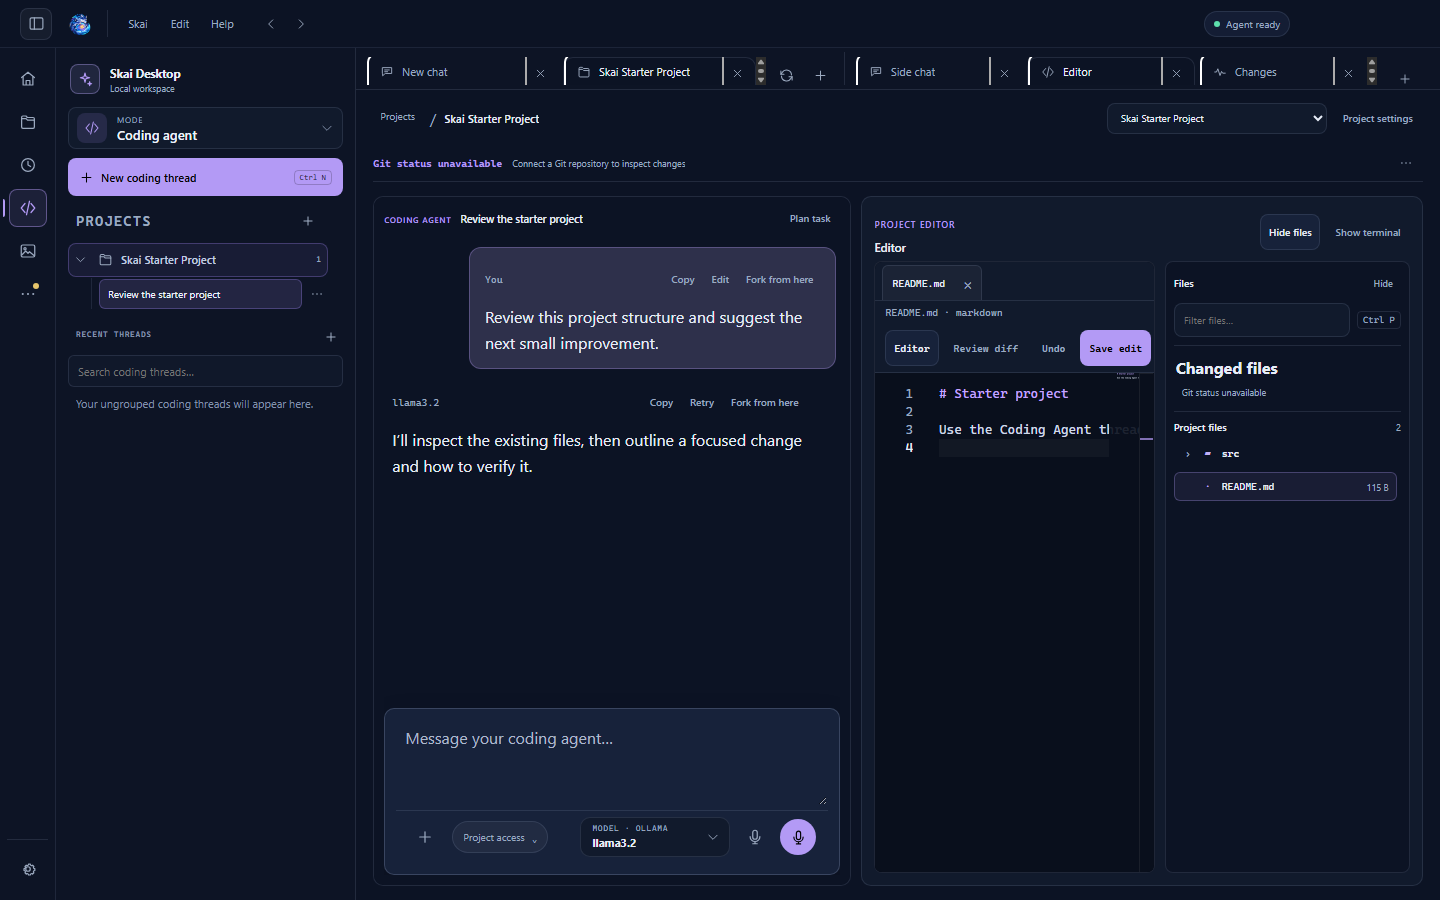 Skai Edit Help
Agent ready
Skai Desktop
Local workspace
MODE
Coding agent
New coding thread Ctrl N
PROJECTS
Skai Starter Project 1
Review the starter project
RECENT THREADS
Search coding threads...
Your ungrouped coding threads will appear here.
New chat
Skai Starter Project
Side chat
Editor
Changes
Projects / Skai Starter Project
Skai Starter Project
Project settings
Git status unavailable Connect a Git repository to inspect changes
CODING AGENT Review the starter project Plan task
You Copy Edit Fork from here
Review this project structure and suggest the
next small improvement.
llama3.2 Copy Retry Fork from here
I'll inspect the existing files, then outline a focused change
and how to verify it.
Message your coding agent...
Project access
MODEL · OLLAMA
llama3.2
PROJECT EDITOR
Editor
Hide files Show terminal
README.md
README.md · markdown
Editor Review diff Undo Save edit
1 # Starter project
2
3 Use the Coding Agent thread
4
Files Hide
Filter files... Ctrl P
Changed files
Git status unavailable
Project files 2
src
README.md 115 B